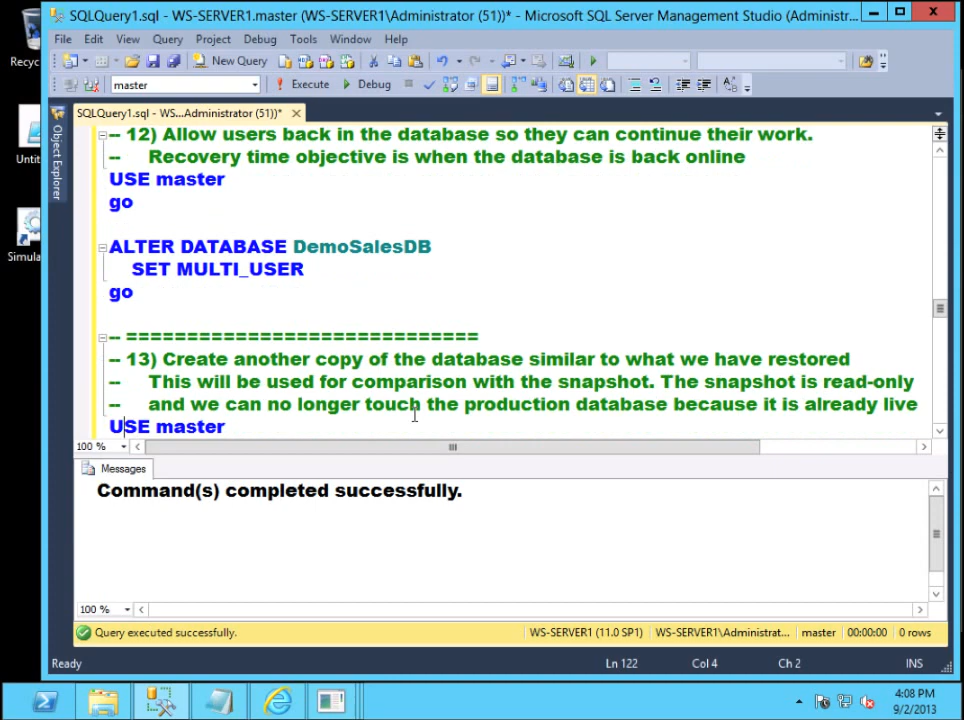 SQLQuery1.sql - WS-SERVER1.master (WS-SERVER1\Administrator (51))* - Microsoft SQL Server Management Studio (Administr...
File Edit View Query Project Debug Tools Window Help
New Query
master Execute Debug
SQLQuery1.sql - WS...Administrator (51))*
Recyc
Untit
Simula
Object Explorer
-- 12) Allow users back in the database so they can continue their work.
-- Recovery time objective is when the database is back online
USE master
go
ALTER DATABASE DemoSalesDB
SET MULTI_USER
go
-- =============================
-- 13) Create another copy of the database similar to what we have restored
-- This will be used for comparison with the snapshot. The snapshot is read-only
-- and we can no longer touch the production database because it is already live
USE master
100 %
Messages
Command(s) completed successfully.
100 %
Query executed successfully. WS-SERVER1 (11.0 SP1) WS-SERVER1\Administrat... master 00:00:00 0 rows
Ready Ln 122 Col 4 Ch 2 INS
4:08 PM
9/2/2013